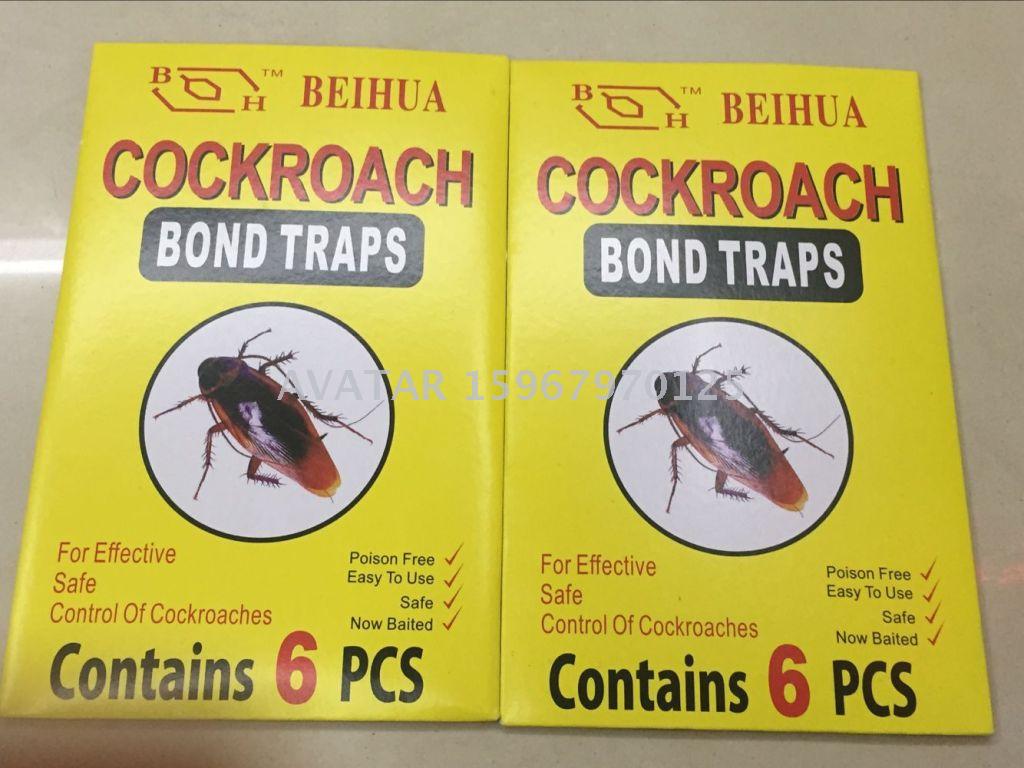 B H TM BEIHUA
COCKROACH
BOND TRAPS
For Effective
Safe
Control Of Cockroaches
Poison Free
Easy To Use
Safe
Now Baited
Contains 6 PCS
B H TM BEIHUA
COCKROACH
BOND TRAPS
For Effective
Safe
Control Of Cockroaches
Poison Free
Easy To Use
Safe
Now Baited
Contains 6 PCS
AVATAR 15967970125